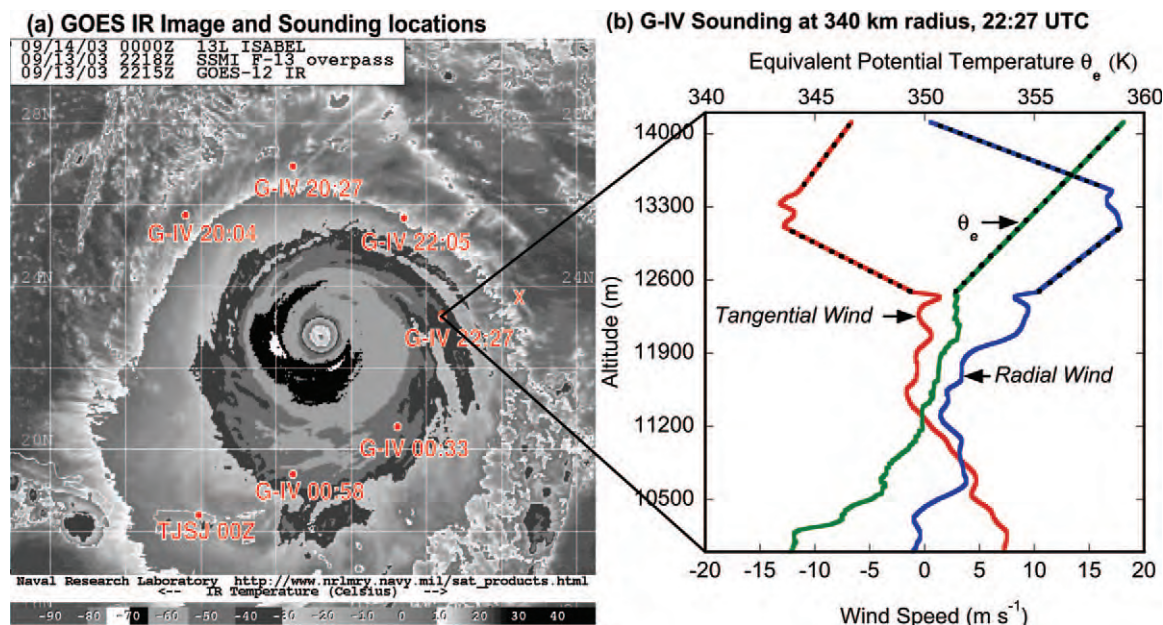 (a) GOES IR Image and Sounding locations
09/14/03 0000Z 13L ISABEL
09/13/03 2218Z SSMI F-13 overpass
09/13/03 2215Z GOES-12 IR
28N
G-IV 20:27
G-IV 20:04
G-IV 22:05
24N
24N
X
G-IV 22:27
20N
20N
G-IV 00:33
G-IV 00:58
TJSJ 00Z
Naval Research Laboratory http://www.nrlmry.navy.mil/sat_products.html
<-- IR Temperature (Celsius) -->
-90 -80 -70 -60 -50 -40 -30 -20 -10 0 10 20 30 40 50
(b) G-IV Sounding at 340 km radius, 22:27 UTC
Equivalent Potential Temperature θe (K)
340 345 350 355 360
14000
13300
12600
11900
11200
10500
Altitude (m)
θe
Tangential Wind
Radial Wind
-20 -15 -10 -5 0 5 10 15 20
Wind Speed (m s-1)